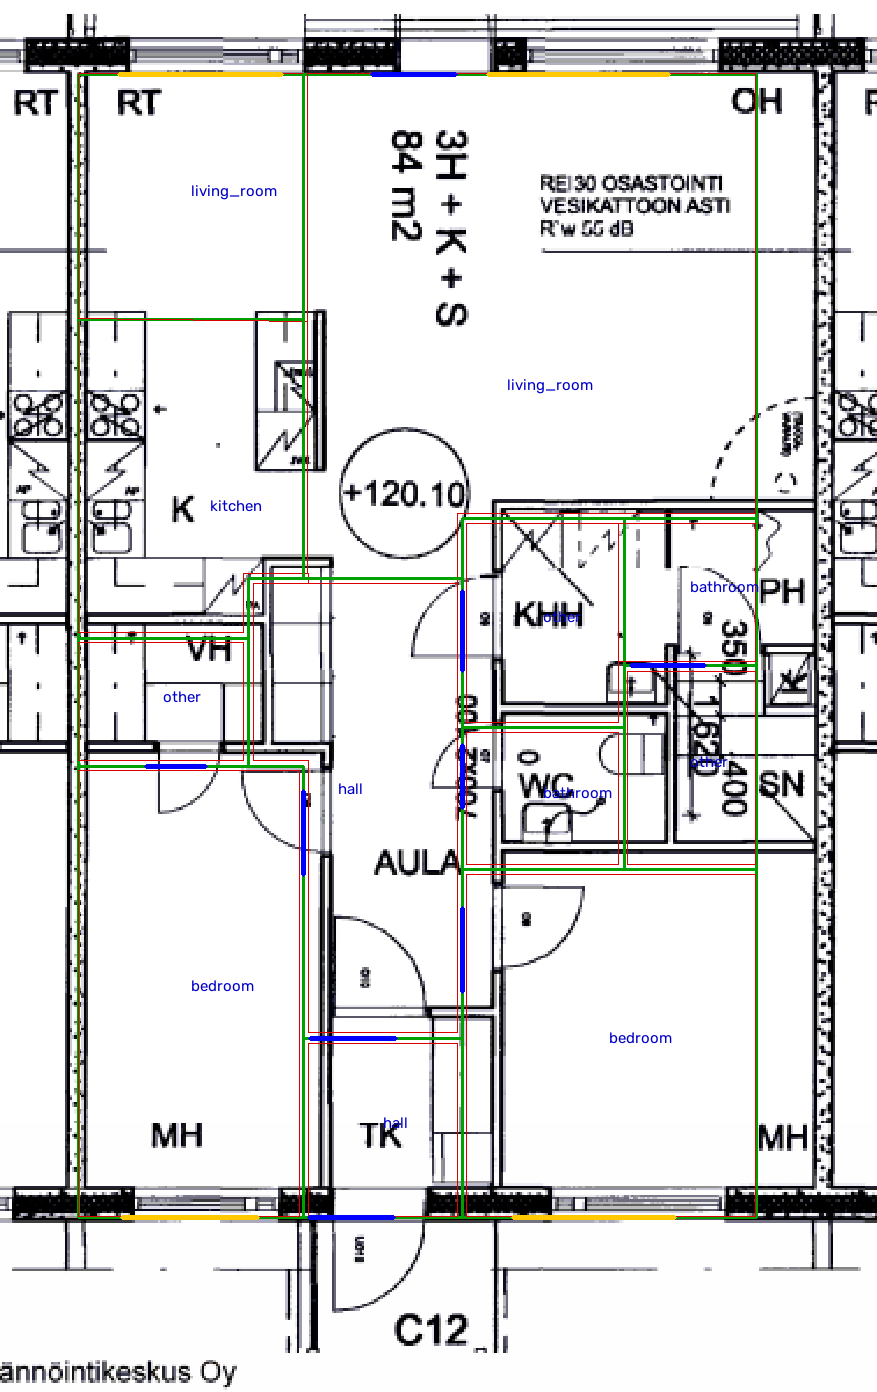 RT
RT
OH
3H + K + S
84 m2
REI30 OSASTOINTI
VESIKATTOON ASTI
R'w 55 dB
living_room
living_room
+120.10
K
kitchen
KHH
other
bathroom
PH
VH
other
350
1620
400
K
WC
bathroom
other
SN
hall
AULA
bedroom
bedroom
MH
TK
hall
MH
C12
ännöintikeskus Oy